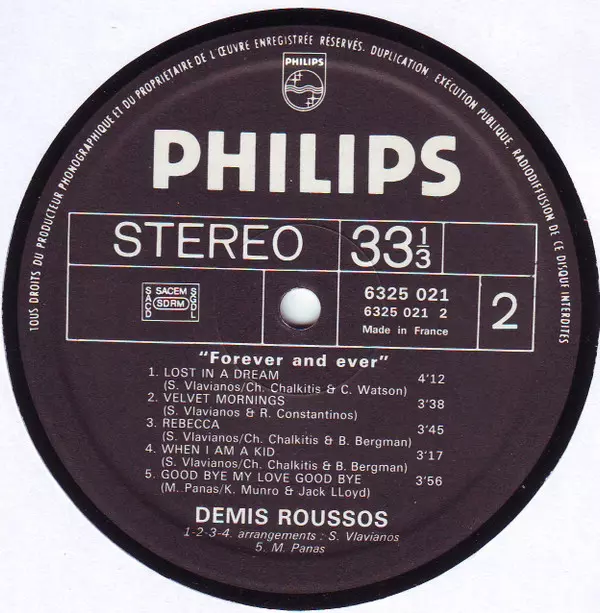 TOUS DROITS DU PRODUCTEUR PHONOGRAPHIQUE ET DU PROPRIETAIRE DE L'ŒUVRE ENREGISTRÉE RÉSERVÉS. DUPLICATION, EXÉCUTION PUBLIQUE, RADIODIFFUSION DE CE DISQUE INTERDITES
PHILIPS
PHILIPS
STEREO 33 1/3
SACD SACEM SDRM SGDL
6325 021
6325 021 2
Made in France
2
"Forever and ever"
1. LOST IN A DREAM 4'12
(S. Vlavianos/Ch. Chalkitis & C. Watson)
2. VELVET MORNINGS 3'38
(S. Vlavianos & R. Constantinos)
3. REBECCA 3'45
(S. Vlavianos/Ch. Chalkitis & B. Bergman)
4. WHEN I AM A KID 3'17
(S. Vlavianos/Ch. Chalkitis & B. Bergman)
5. GOOD BYE MY LOVE GOOD BYE 3'56
(M. Panas/K. Munro & Jack LLoyd)
DEMIS ROUSSOS
1-2-3-4. arrangements : S. Vlavianos
5. M. Panas